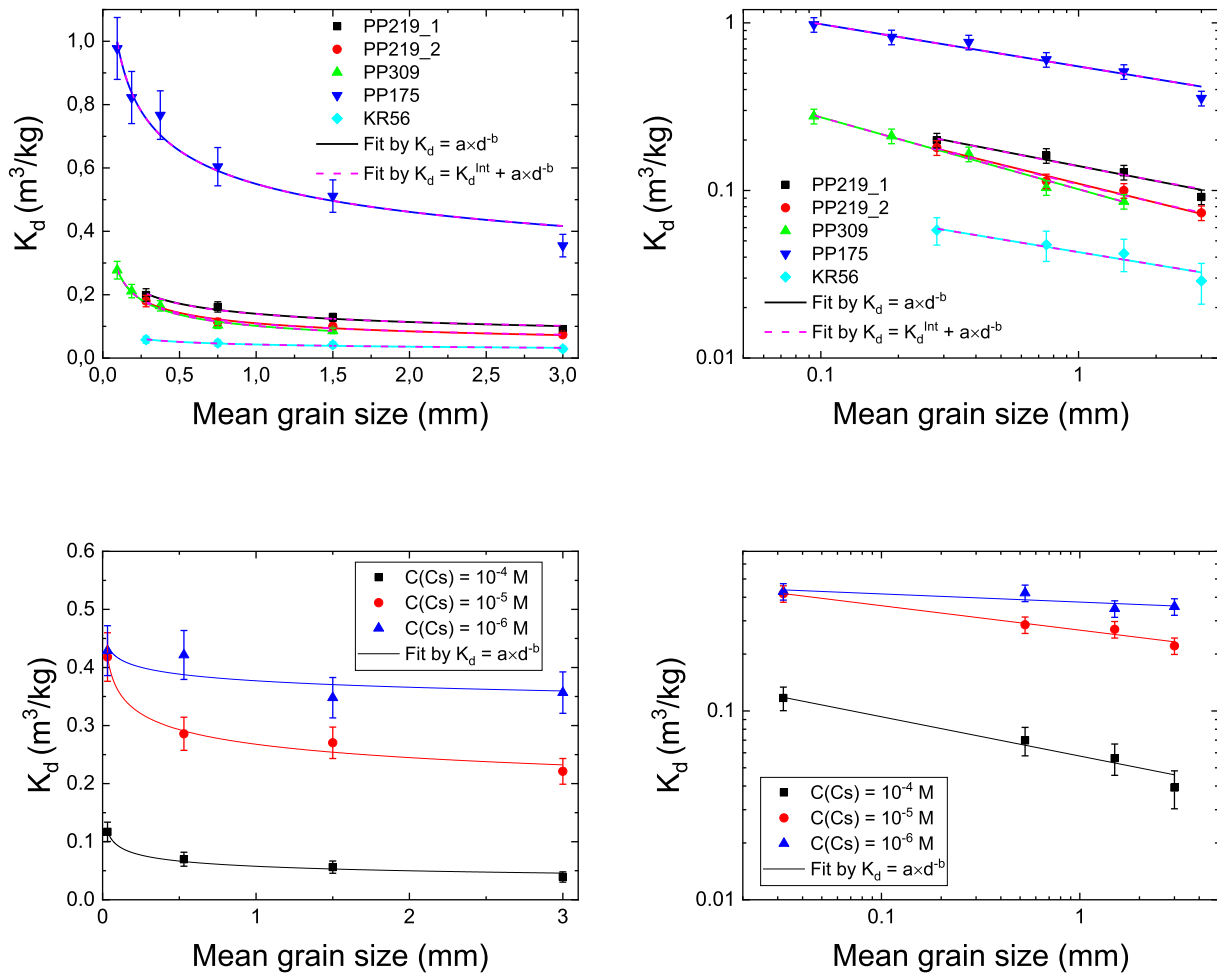 K_d (m³/kg)
1,0
0,8
0,6
0,4
0,2
0,0
0,0 0,5 1,0 1,5 2,0 2,5 3,0
Mean grain size (mm)
PP219_1
PP219_2
PP309
PP175
KR56
Fit by K_d = a×d^-b
Fit by K_d = K_d^Int + a×d^-b
K_d (m³/kg)
1
0.1
0.01
0.1 1
Mean grain size (mm)
PP219_1
PP219_2
PP309
PP175
KR56
Fit by K_d = a×d^-b
Fit by K_d = K_d^Int + a×d^-b
K_d (m³/kg)
0.6
0.5
0.4
0.3
0.2
0.1
0.0
0 1 2 3
Mean grain size (mm)
C(Cs) = 10⁻⁴ M
C(Cs) = 10⁻⁵ M
C(Cs) = 10⁻⁶ M
Fit by K_d = a×d^-b
K_d (m³/kg)
0.1
0.01
0.1 1
Mean grain size (mm)
C(Cs) = 10⁻⁴ M
C(Cs) = 10⁻⁵ M
C(Cs) = 10⁻⁶ M
Fit by K_d = a×d^-b